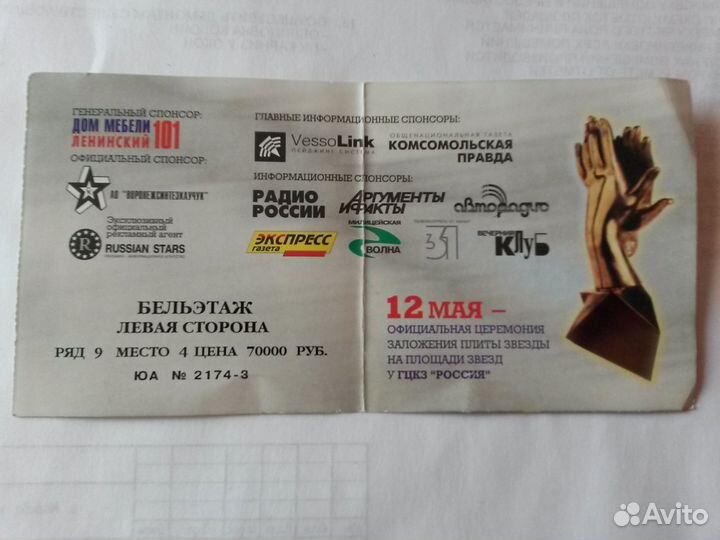 ГЕНЕРАЛЬНЫЙ СПОНСОР:
ДОМ МЕБЕЛИ
ЛЕНИНСКИЙ 101
ОФИЦИАЛЬНЫЙ СПОНСОР:
АО "ВОРОНЕЖСИНТЕЗКАУЧУК"
Эксклюзивный
официальный
рекламный агент
R RUSSIAN STARS
ГЛАВНЫЕ ИНФОРМАЦИОННЫЕ СПОНСОРЫ:
VessoLink
ПЕЙДЖИНГ СИСТЕМА
ОБЩЕНАЦИОНАЛЬНАЯ ГАЗЕТА
КОМСОМОЛЬСКАЯ
ПРАВДА
ИНФОРМАЦИОННЫЕ СПОНСОРЫ:
РАДИО
РОССИИ
АРГУМЕНТЫ
И ФАКТЫ
авторадио
ЭКСПРЕСС
газета
МИЛИЦЕЙСКАЯ
ВОЛНА
ВЕЧЕРНИЙ
КЛУБ
БЕЛЬЭТАЖ
ЛЕВАЯ СТОРОНА
РЯД 9 МЕСТО 4 ЦЕНА 70000 РУБ.
ЮА № 2174-3
12 МАЯ –
ОФИЦИАЛЬНАЯ ЦЕРЕМОНИЯ
ЗАЛОЖЕНИЯ ПЛИТЫ ЗВЕЗДЫ
НА ПЛОЩАДИ ЗВЕЗД
У ГЦКЗ "РОССИЯ"
Avito